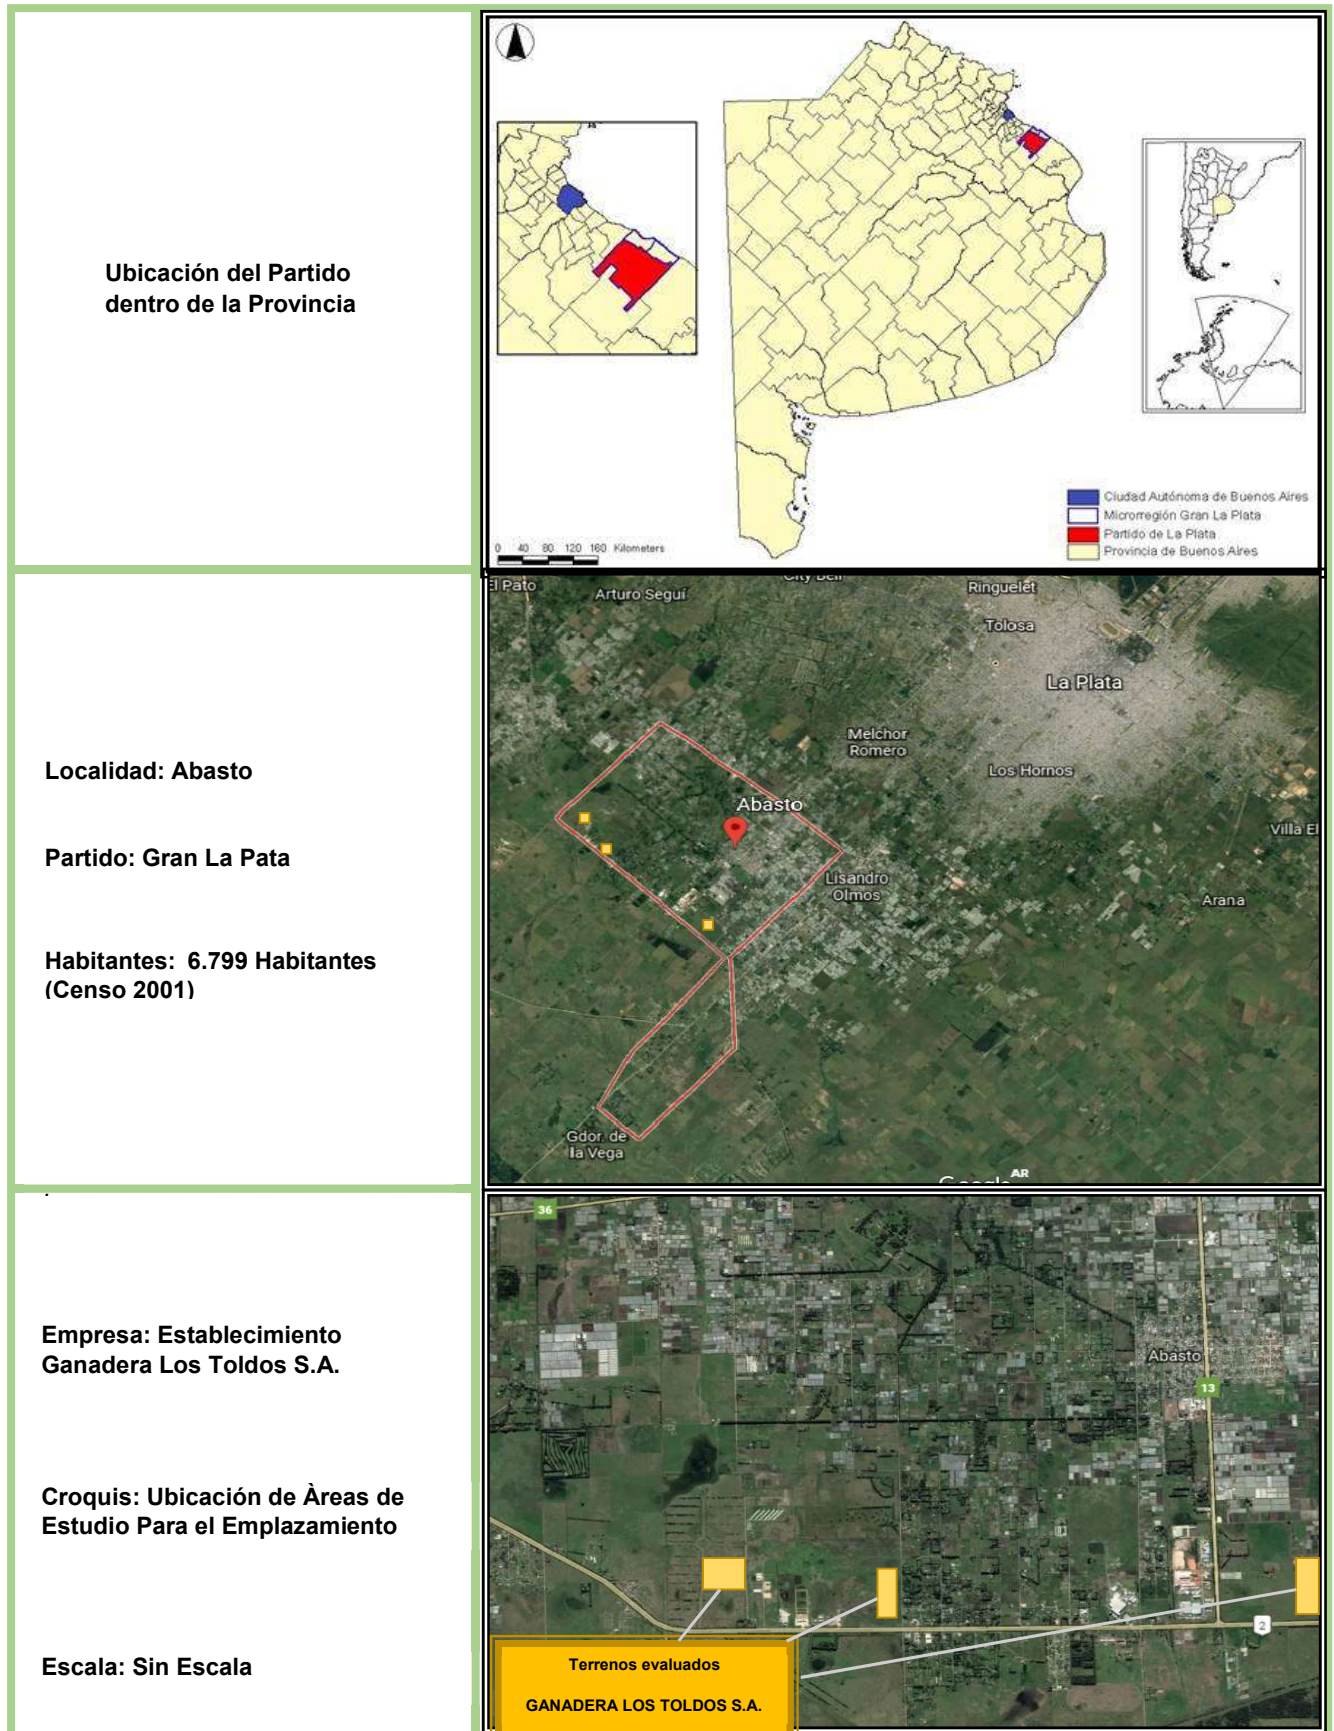 Ubicación del Partido
dentro de la Provincia
0 40 80 120 160 Kilometers
Ciudad Autónoma de Buenos Aires
Microrregión Gran La Plata
Partido de La Plata
Provincia de Buenos Aires
Localidad: Abasto
Partido: Gran La Pata
Habitantes: 6.799 Habitantes
(Censo 2001)
El Pato
Arturo Seguí
City Bell
Ringuelet
Tolosa
La Plata
Melchor
Romero
Los Hornos
Abasto
Villa El
Lisandro
Olmos
Arana
Gdor. de
la Vega
Google
AR
Empresa: Establecimiento
Ganadera Los Toldos S.A.
Croquis: Ubicación de Àreas de
Estudio Para el Emplazamiento
Escala: Sin Escala
36
Abasto
13
2
Terrenos evaluados
GANADERA LOS TOLDOS S.A.